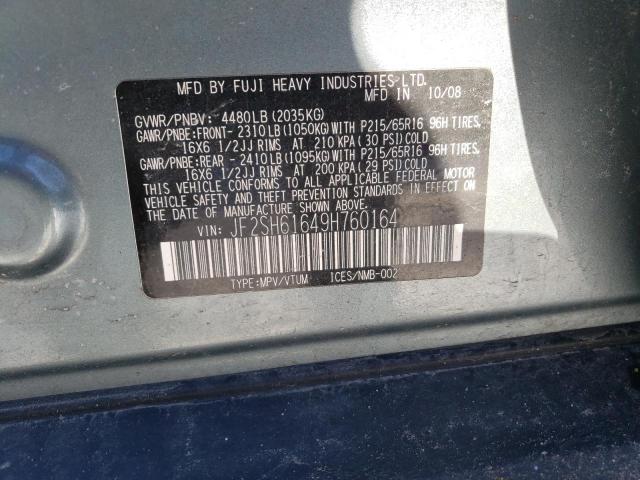 MFD BY FUJI HEAVY INDUSTRIES-LTD.
MFD IN 10/08
GVWR/PNBV: 4480LB (2035KG)
GAWR/PNBE:FRONT- 2310LB(1050KG)WITH P215/65R16 96H TIRES,
16X6 1/2JJ RIMS AT 210 KPA (30 PSI)COLD
GAWR/PNBE:REAR - 2410LB(1095KG)WITH P215/65R16 96H TIRES,
16X6 1/2JJ RIMS AT 200 KPA (29 PSI)COLD
THIS VEHICLE CONFORMS TO ALL APPLICABLE FEDERAL MOTOR
VEHICLE SAFETY AND THEFT PREVENTION STANDARDS IN EFFECT ON
THE DATE OF MANUFACTURE SHOWN ABOVE.
VIN: JF2SH61649H760164
TYPE:MPV/VTUM ICES/NMB-002